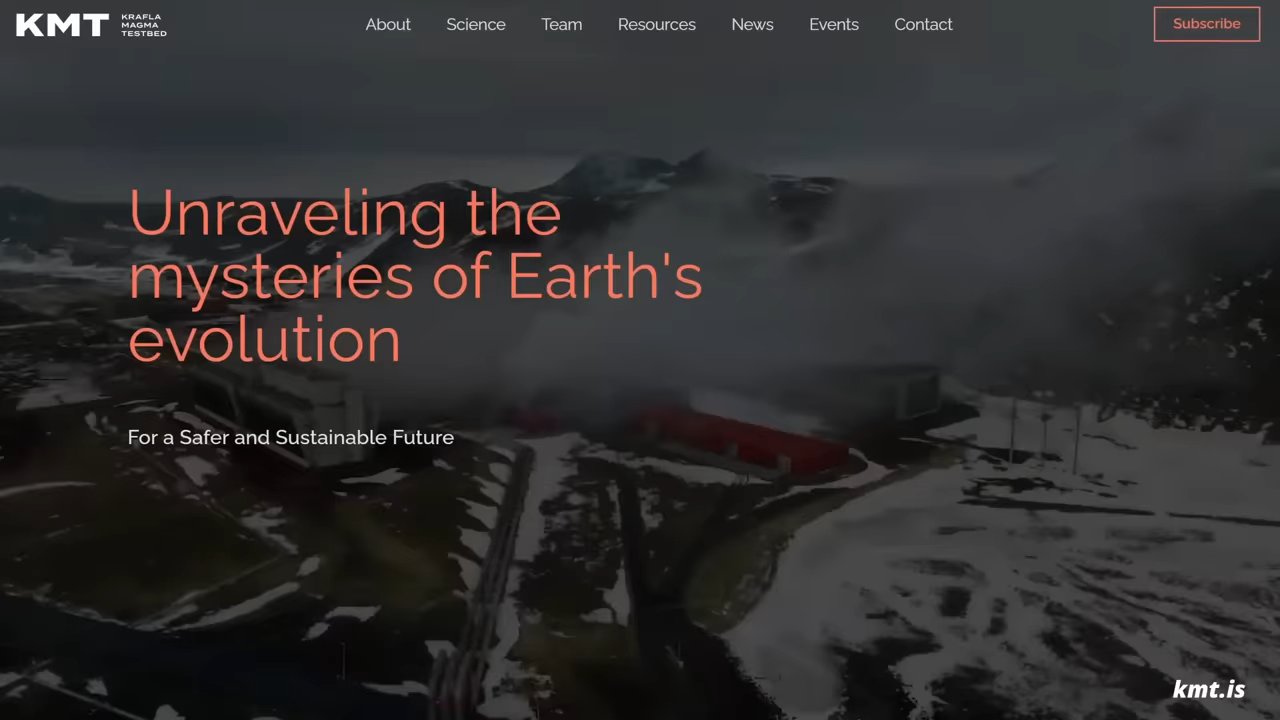 KMT
KRAFLA
MAGMA
TESTBED
About Science Team Resources News Events Contact
Subscribe
Unraveling the
mysteries of Earth's
evolution
For a Safer and Sustainable Future
kmt.is